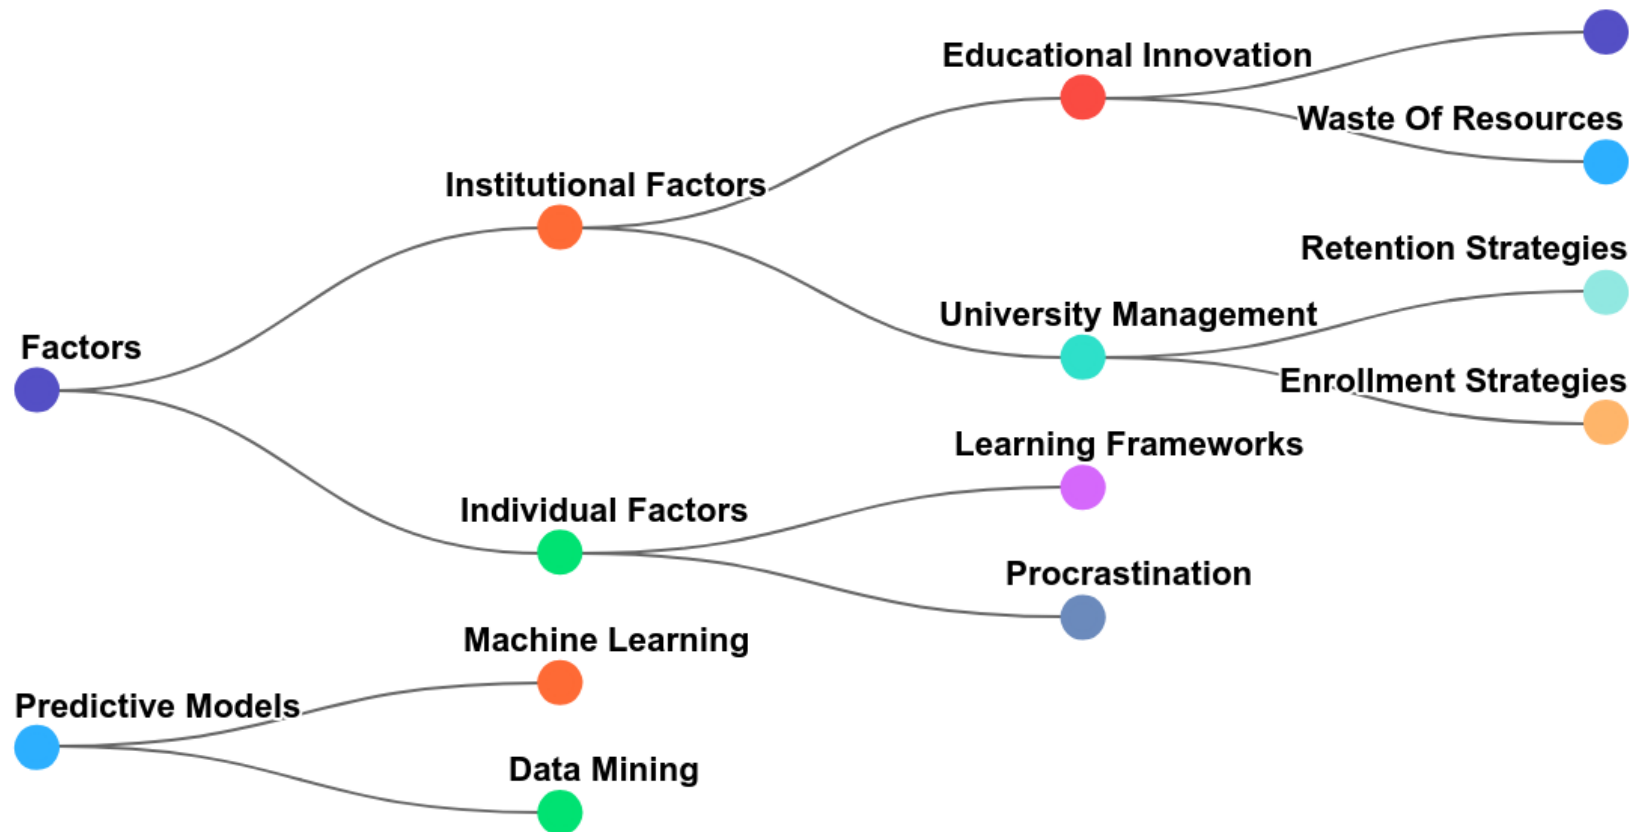 Educational Innovation
Waste Of Resources
Institutional Factors
Retention Strategies
University Management
Factors
Enrollment Strategies
Learning Frameworks
Individual Factors
Procrastination
Machine Learning
Predictive Models
Data Mining